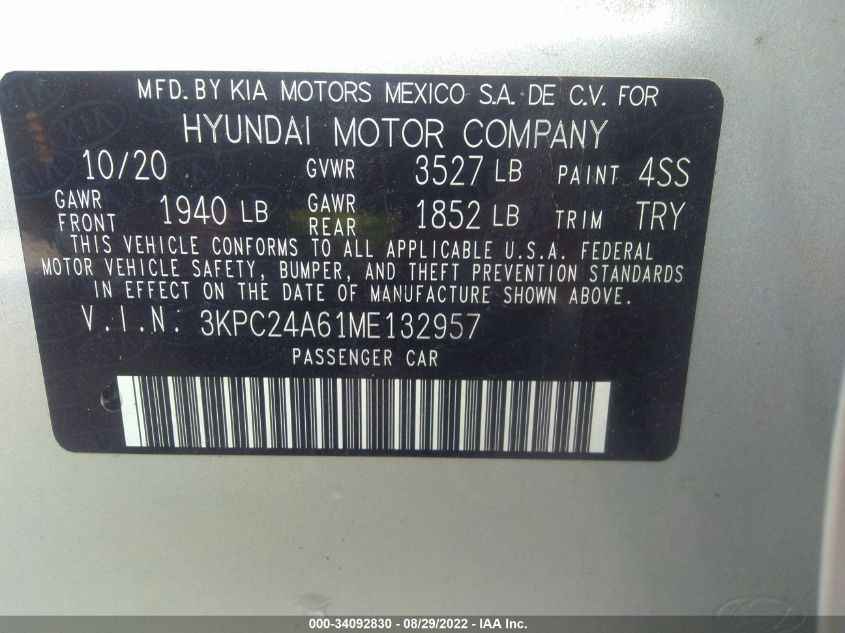 MFD. BY KIA MOTORS MEXICO S.A. DE C.V. FOR
HYUNDAI MOTOR COMPANY
10/20 GVWR 3527 LB PAINT 4SS
GAWR FRONT 1940 LB GAWR REAR 1852 LB TRIM TRY
THIS VEHICLE CONFORMS TO ALL APPLICABLE U.S.A. FEDERAL
MOTOR VEHICLE SAFETY, BUMPER, AND THEFT PREVENTION STANDARDS
IN EFFECT ON THE DATE OF MANUFACTURE SHOWN ABOVE.
V.I.N: 3KPC24A61ME132957
PASSENGER CAR
000-34092830 - 08/29/2022 - IAA Inc.